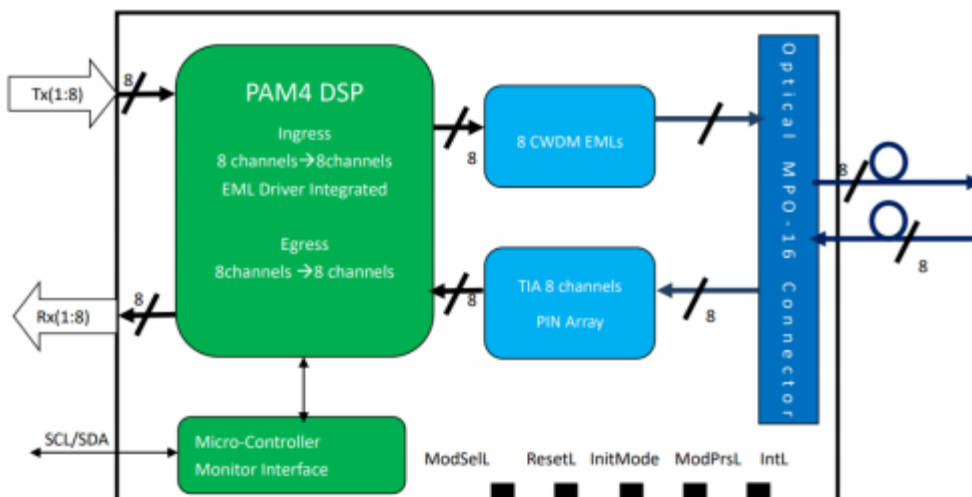 Tx(1:8)
8
PAM4 DSP
Ingress
8 channels→8channels
EML Driver Integrated
Egress
8channels →8 channels
8
8 CWDM EMLs
8
TIA 8 channels
PIN Array
8
Optical MPO-16 Connector
8
8
Rx(1:8)
8
SCL/SDA
Micro-Controller
Monitor Interface
ModSelL
ResetL
InitMode
ModPrsL
IntL